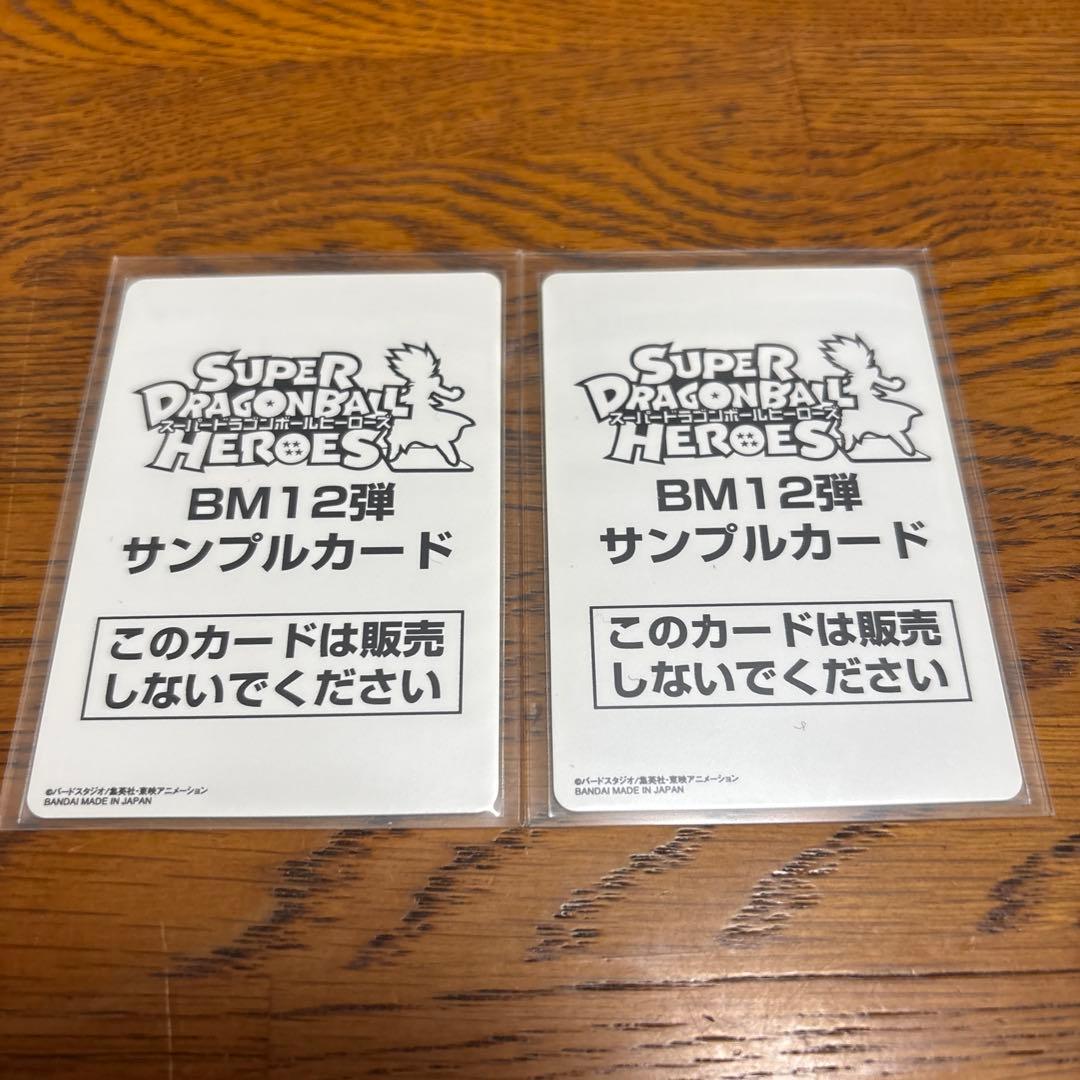 SUPER
DRAGONBALL
スーパードラゴンボールヒーローズ
HEROES
BM12弾
サンプルカード
このカードは販売
しないでください
©バードスタジオ/集英社・東映アニメーション
BANDAI MADE IN JAPAN
SUPER
DRAGONBALL
スーパードラゴンボールヒーローズ
HEROES
BM12弾
サンプルカード
このカードは販売
しないでください
©バードスタジオ/集英社・東映アニメーション
BANDAI MADE IN JAPAN